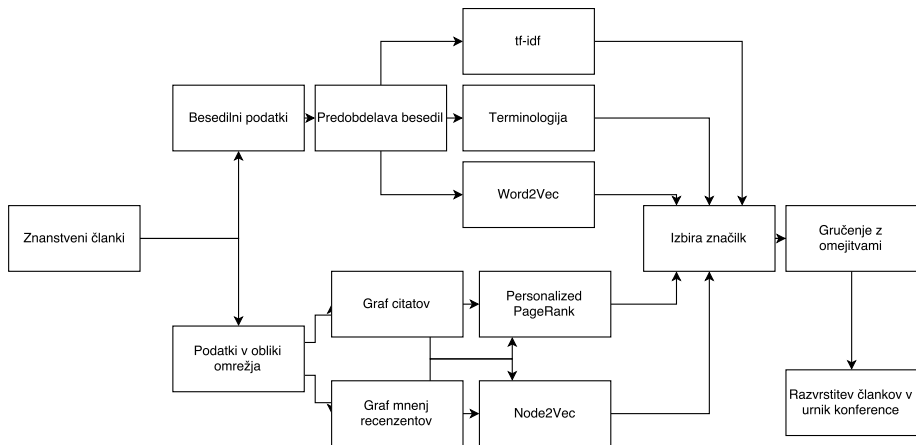 tf-idf
Besedilni podatki
Predobdelava besedil
Terminologija
Word2Vec
Znanstveni članki
Izbira značilk
Gručenje z
omejitvami
Graf citatov
Personalized
PageRank
Podatki v obliki
omrežja
Graf mnenj
recenzentov
Node2Vec
Razvrstitev člankov v
urnik konference